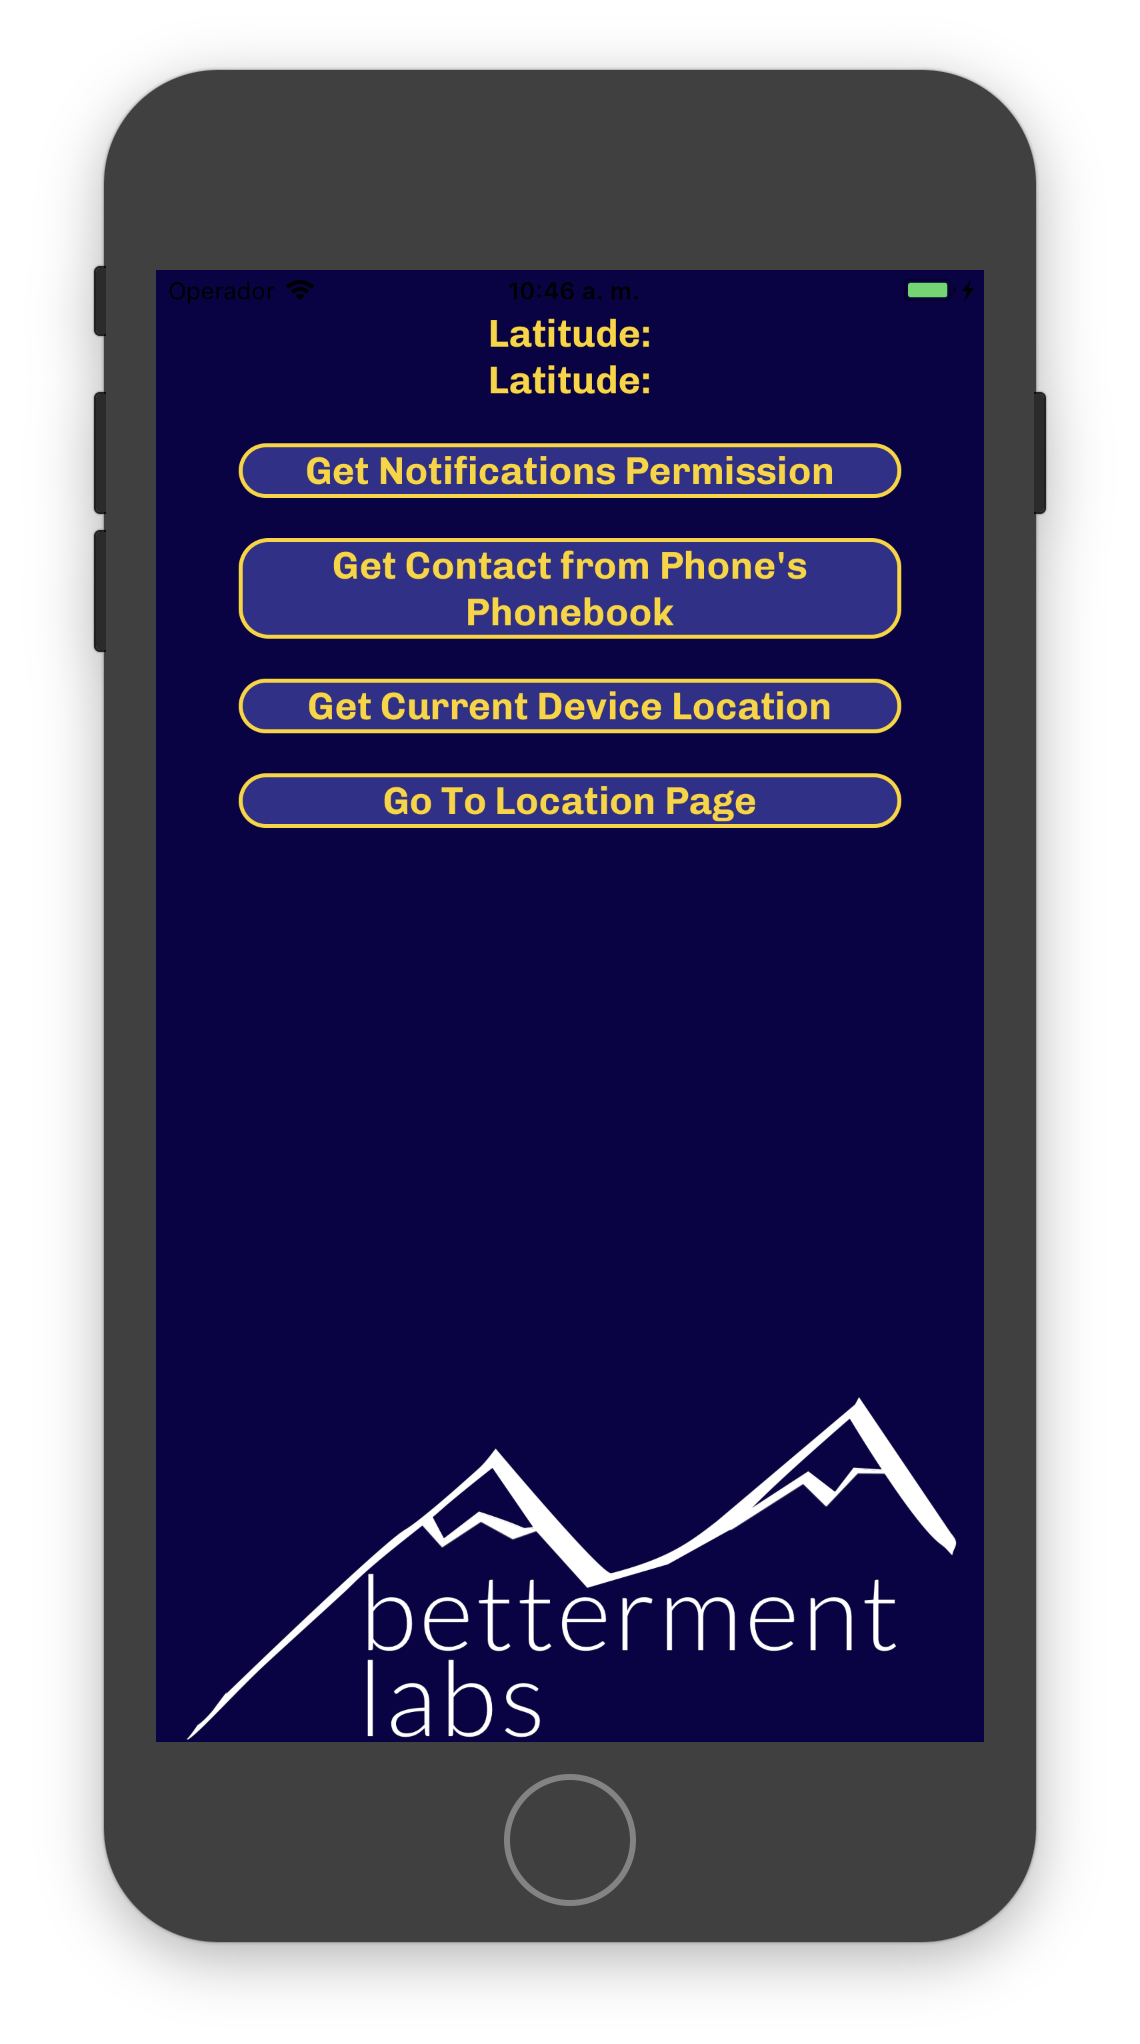 Operador 10:46 a. m.
Latitude:
Latitude:
Get Notifications Permission
Get Contact from Phone's
Phonebook
Get Current Device Location
Go To Location Page
betterment
labs